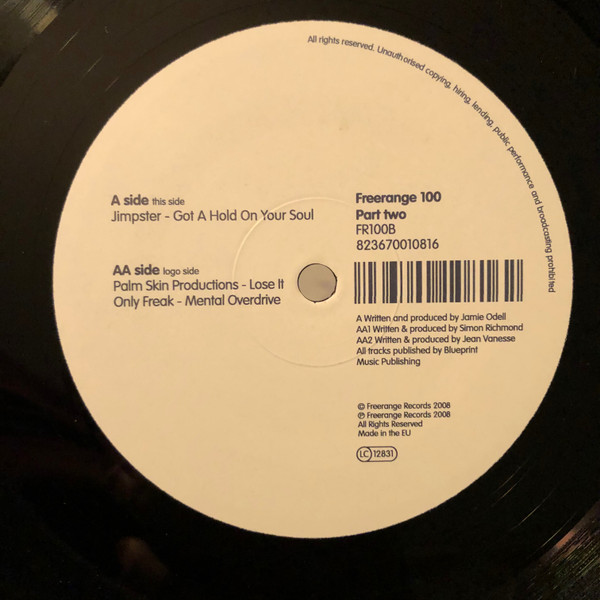 All rights reserved. Unauthorised copying, hiring, lending, public performance and broadcasting prohibited
A side this side
Jimpster - Got A Hold On Your Soul
AA side logo side
Palm Skin Productions - Lose It
Only Freak - Mental Overdrive
Freerange 100
Part two
FR100B
823670010816
A Written and produced by Jamie Odell
AA1 Written & produced by Simon Richmond
AA2 Written & produced by Jean Vanesse
All tracks published by Blueprint
Music Publishing
© Freerange Records 2008
℗ Freerange Records 2008
All Rights Reserved
Made in the EU
LC 12831